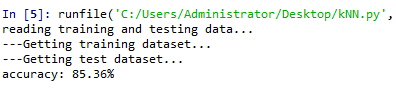 In [5]: runfile('C:/Users/Administrator/Desktop/kNN.py',
reading training and testing data...
---Getting training dataset...
---Getting test dataset...
accuracy: 85.36%